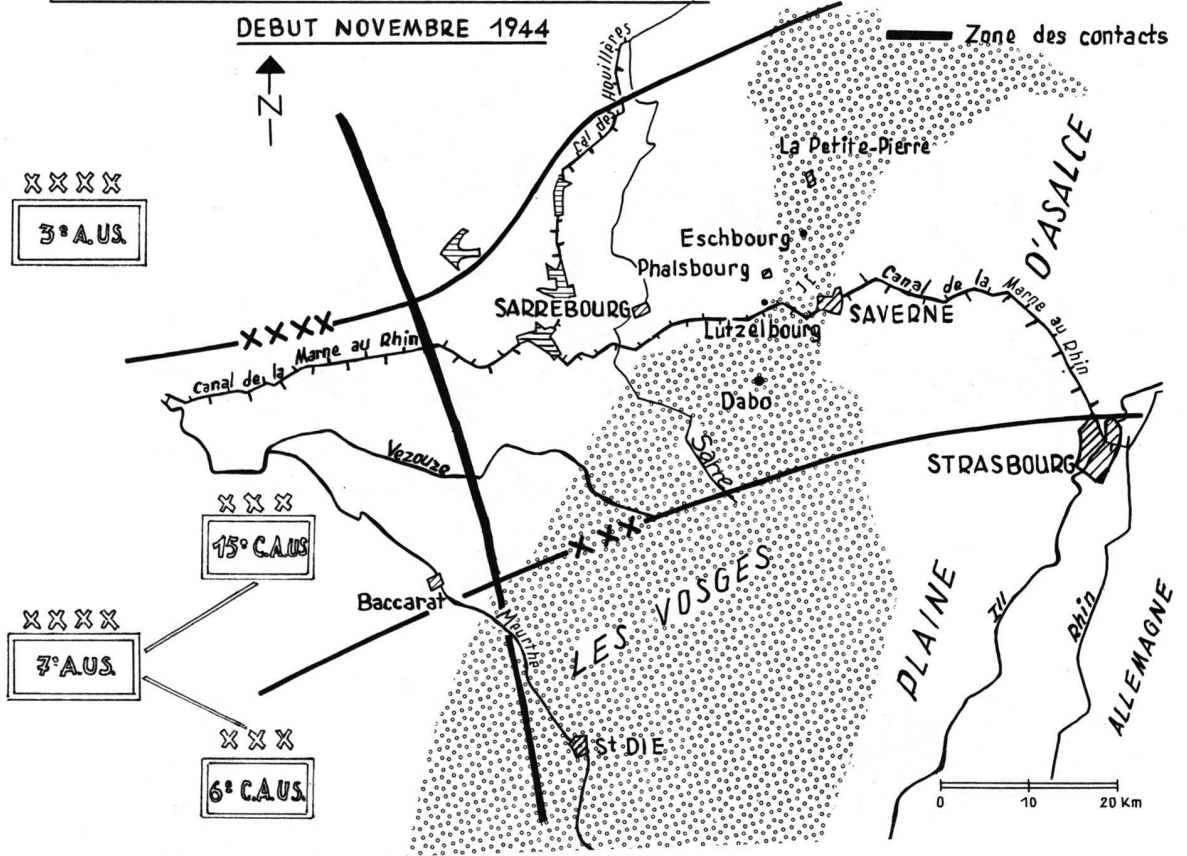 DEBUT NOVEMBRE 1944
N
Zone des contacts
Houillères
Cal des
La Petite-Pierre
D'ASALCE
XXXX
3e A.US.
Eschbourg
Phalsbourg
Canal de la Marne au Rhin
SARREBOURG
SAVERNE
Lutzelbourg
XXXX
Canal de la Marne au Rhin
Dabo
Sarre
STRASBOURG
Vezouze
XXX
15e C.A.US
XXX
LES VOSGES
Baccarat
Meurthe
PLAINE
Ill
Rhin
ALLEMAGNE
XXXX
7e A.US.
St DIE
XXX
6e C.A.US.
0 10 20 Km